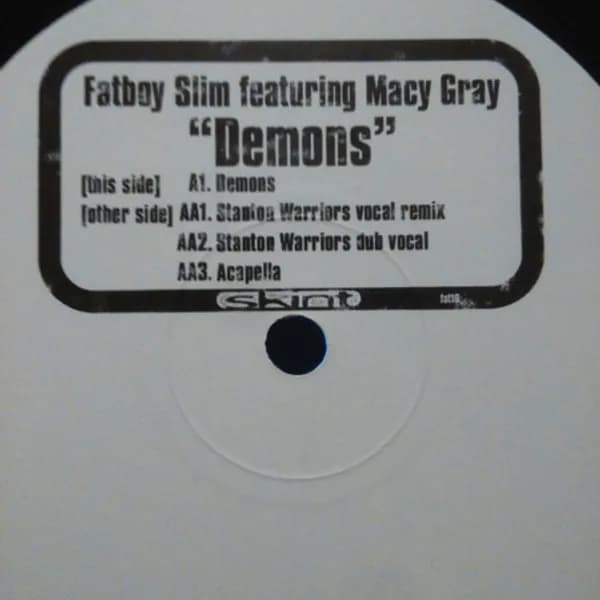 Fatboy Slim featuring Macy Gray
“Demons”
[this side] A1. Demons
[other side] AA1. Stanton Warriors vocal remix
AA2. Stanton Warriors dub vocal
AA3. Acapella
skint